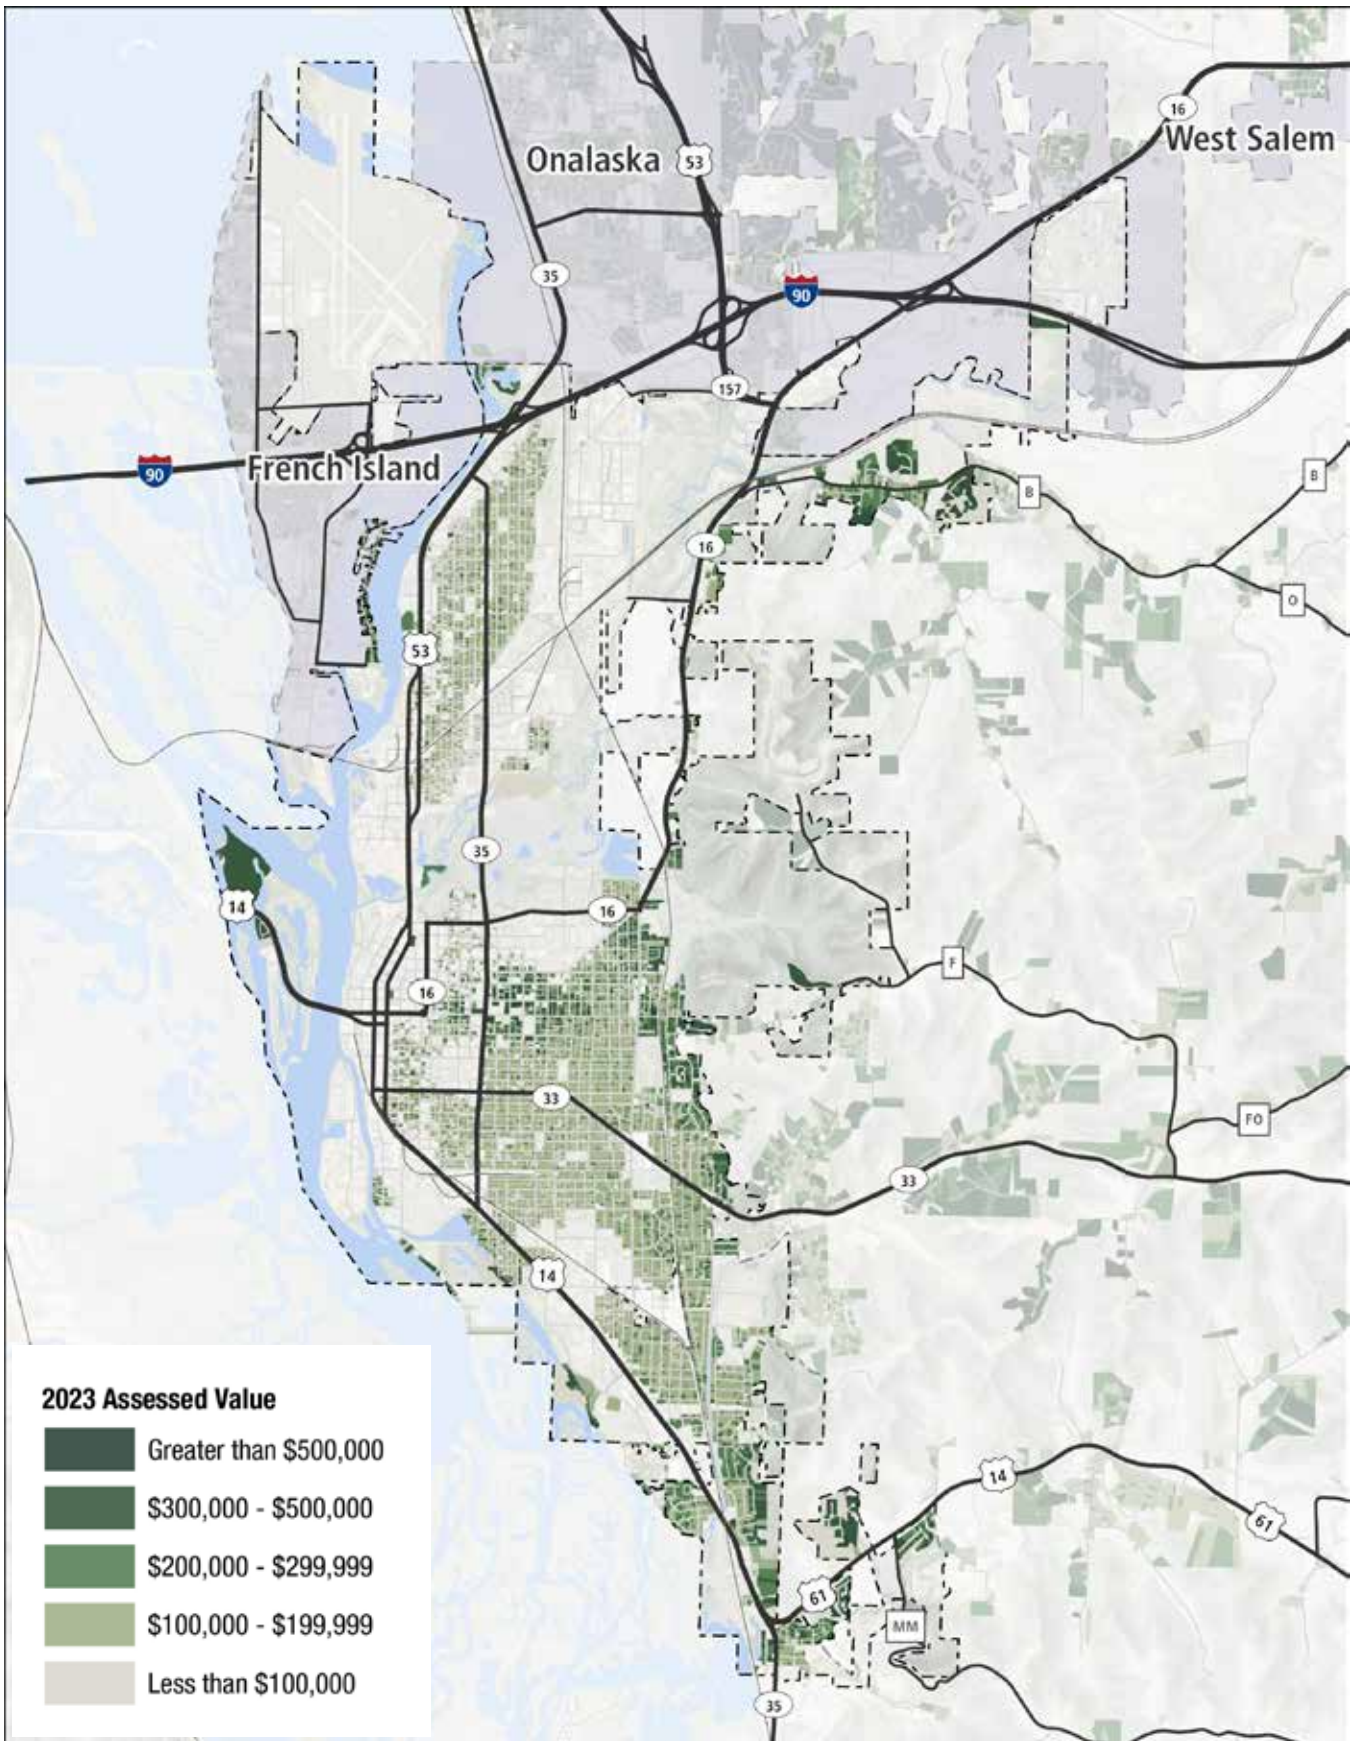 16
West Salem
Onalaska
53
35
90
157
90
French Island
B
B
16
O
53
35
14
16
16
F
33
FO
33
14
2023 Assessed Value
Greater than $500,000
$300,000 - $500,000
$200,000 - $299,999
$100,000 - $199,999
Less than $100,000
14
61
61
MM
35